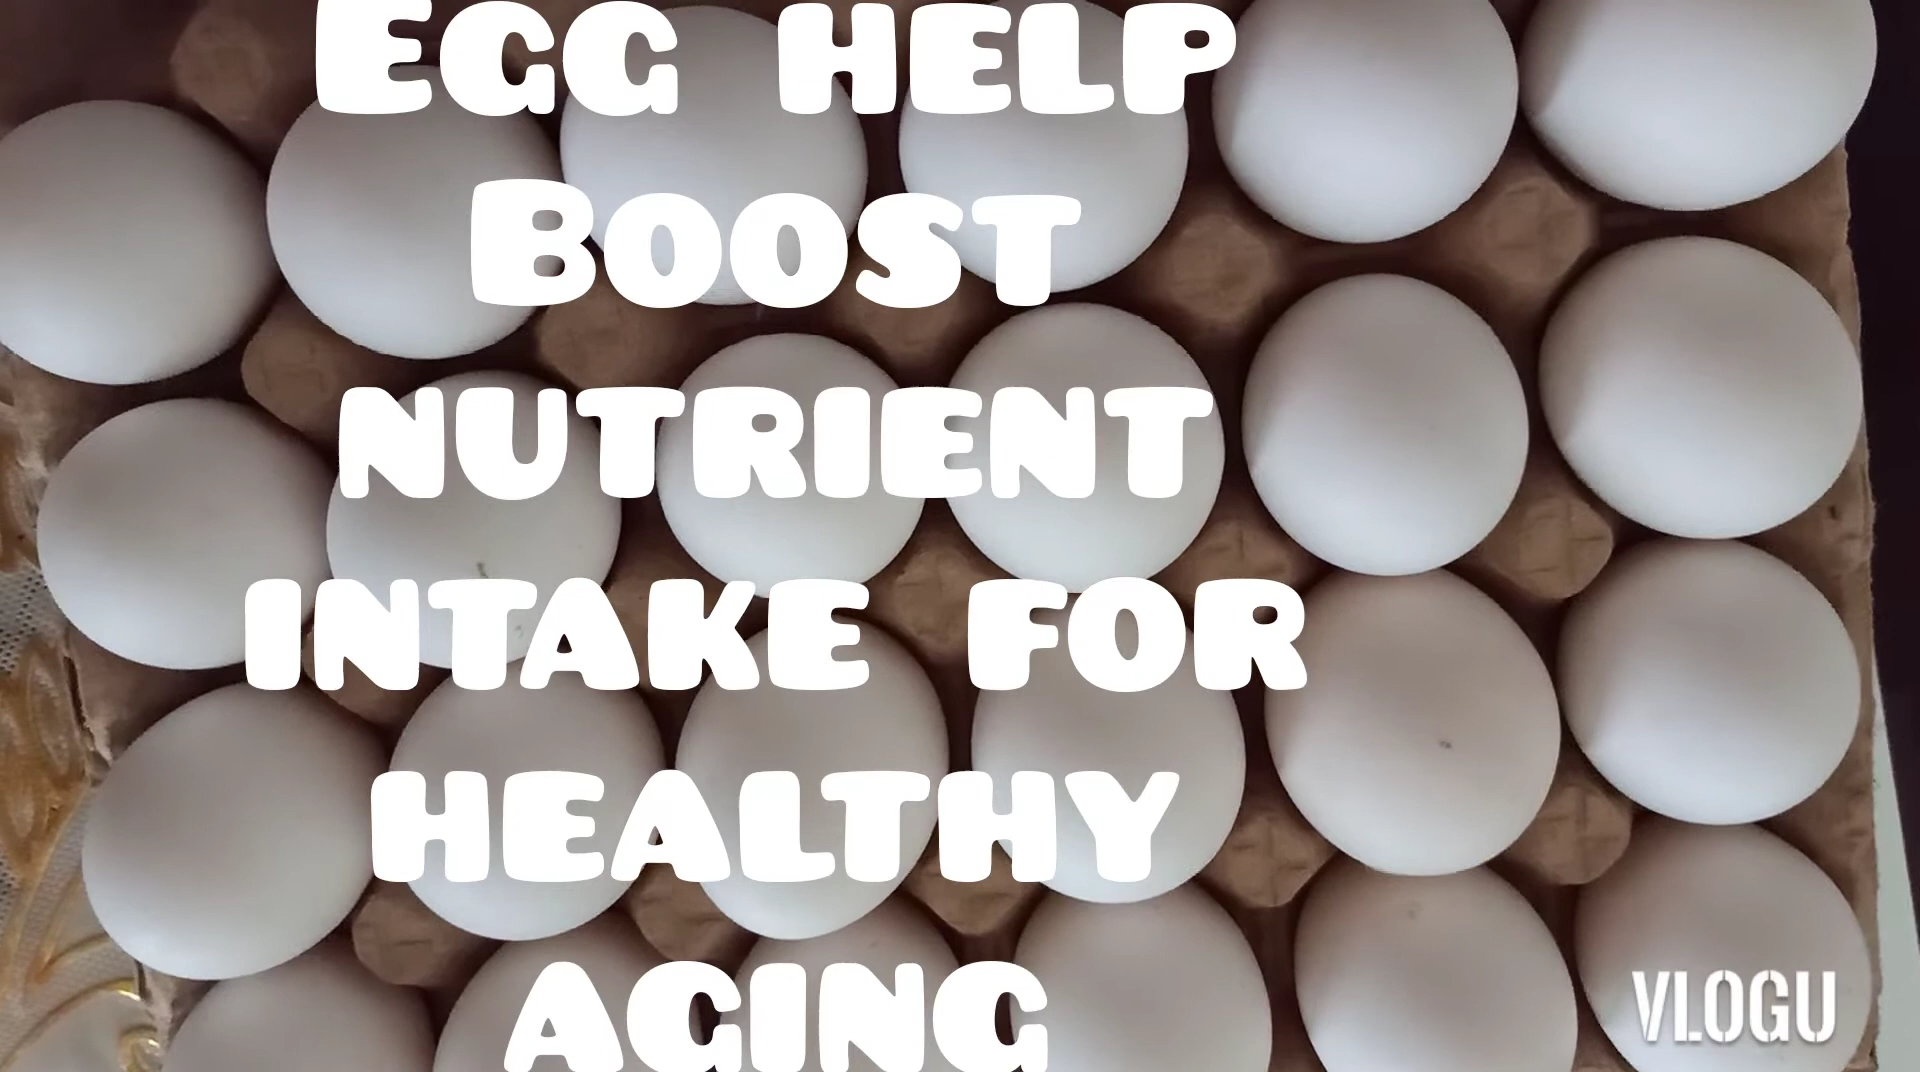 Egg help
Boost
nutrient
intake for
healthy
aging
VLOGU